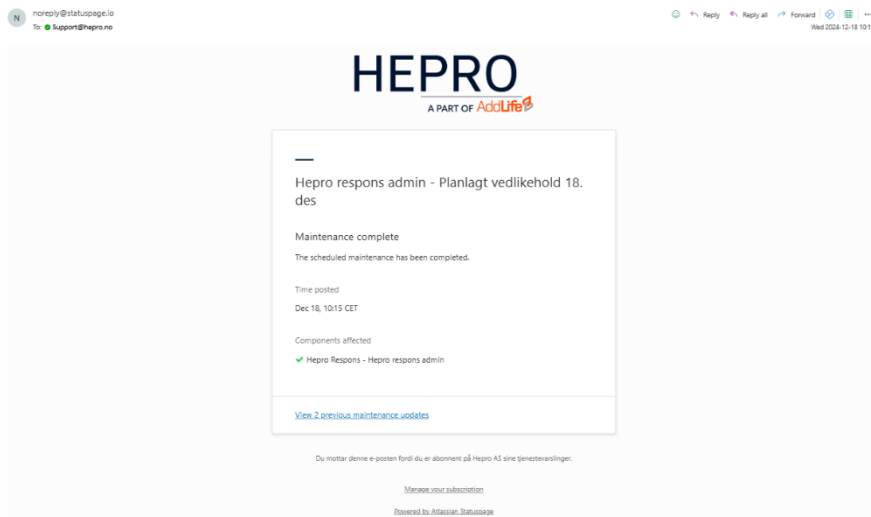 N
noreply@statuspage.io
To: Support@hepro.no
Reply
Reply all
Forward
Wed 2024-12-18 10:1
HEPRO
A PART OF AddLife
Hepro respons admin - Planlagt vedlikehold 18.
des
Maintenance complete
The scheduled maintenance has been completed.
Time posted
Dec 18, 10:15 CET
Components affected
Hepro Respons - Hepro respons admin
View 2 previous maintenance updates
Du mottar denne e-posten fordi du er abonnent på Hepro AS sine tjenestevarslinger.
Manage your subscription
Powered by Atlassian Statuspage